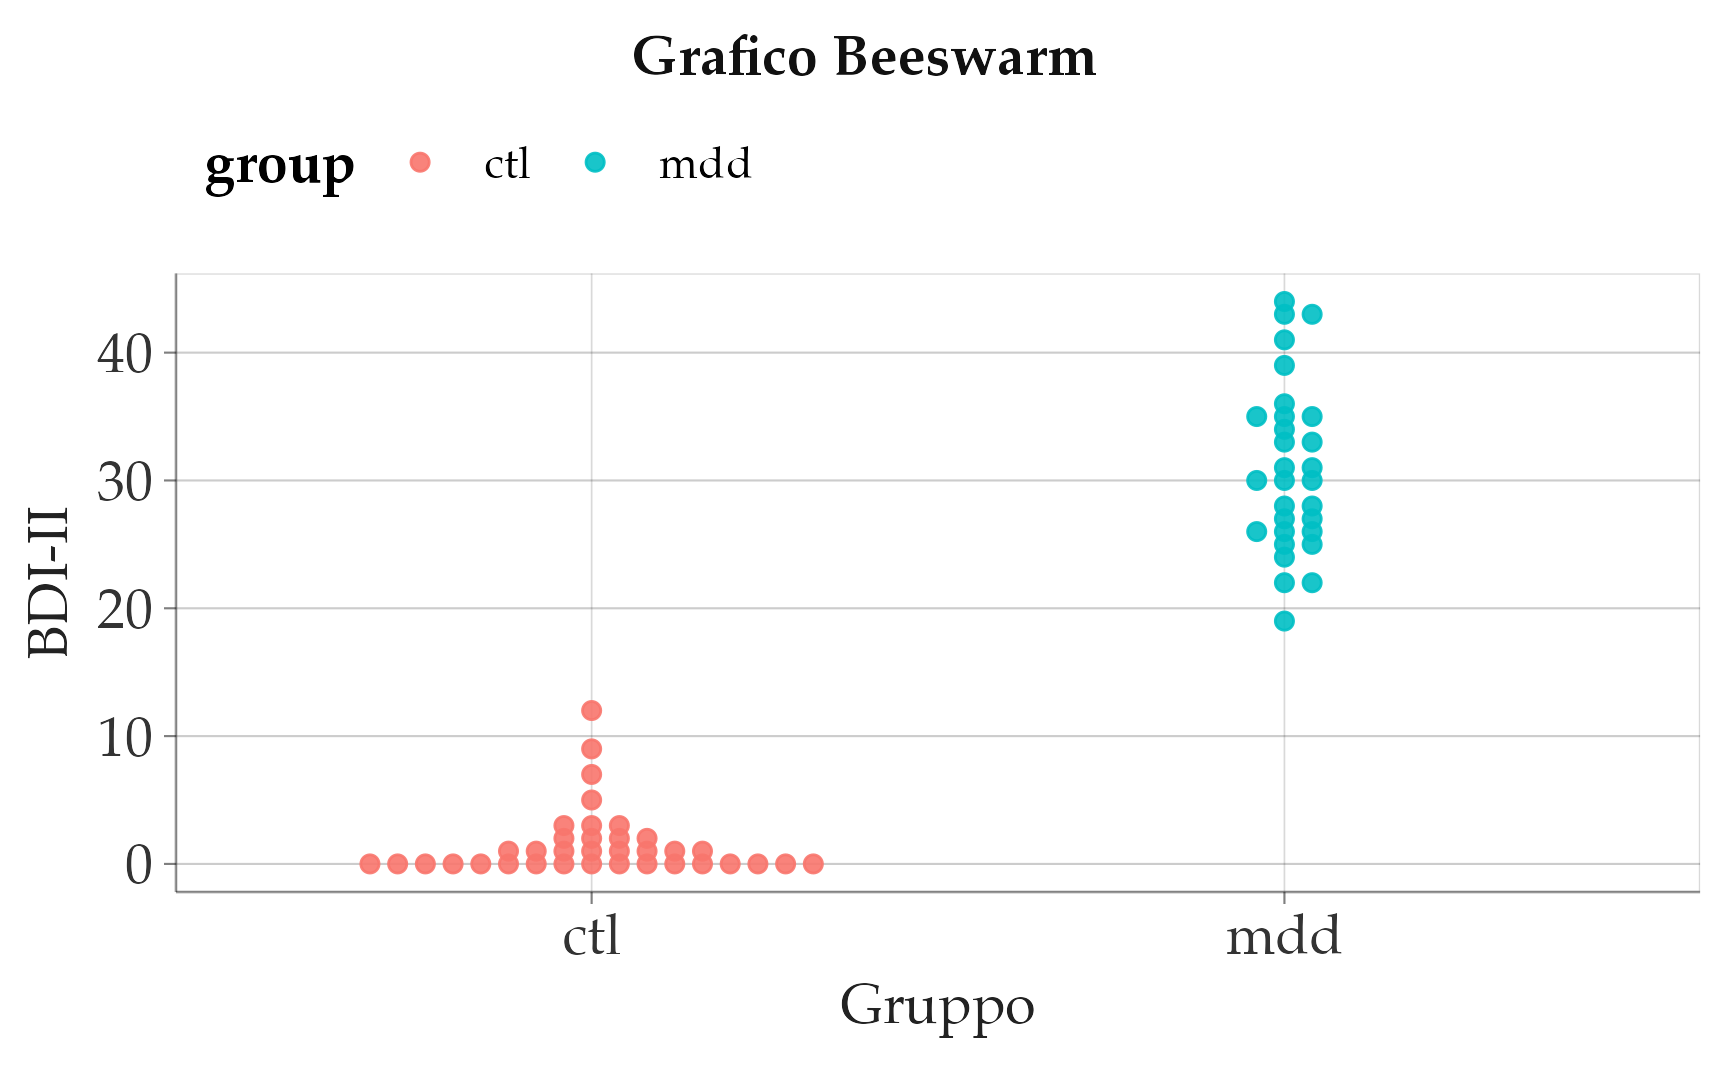 Grafico Beeswarm
group ctl mdd
40
30
20
10
0
BDI-II
ctl mdd
Gruppo